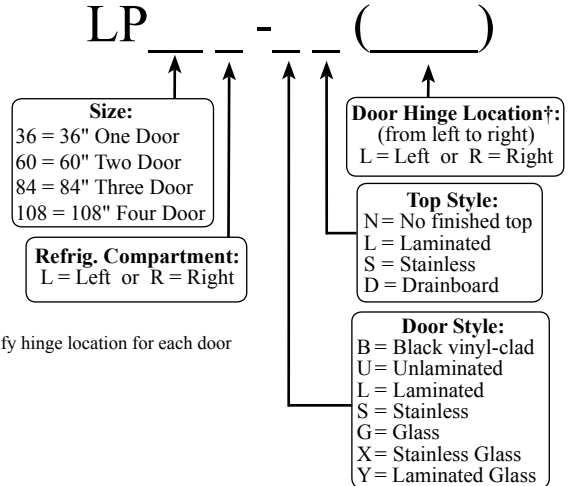 LP__ _ -_ _ (____)
Size:
36 = 36" One Door
60 = 60" Two Door
84 = 84" Three Door
108 = 108" Four Door
Refrig. Compartment:
L = Left or R = Right
Door Hinge Location†:
(from left to right)
L = Left or R = Right
Top Style:
N = No finished top
L = Laminated
S = Stainless
D = Drainboard
Door Style:
B = Black vinyl-clad
U = Unlaminated
L = Laminated
S = Stainless
G = Glass
X = Stainless Glass
Y = Laminated Glass
hinge location for each door